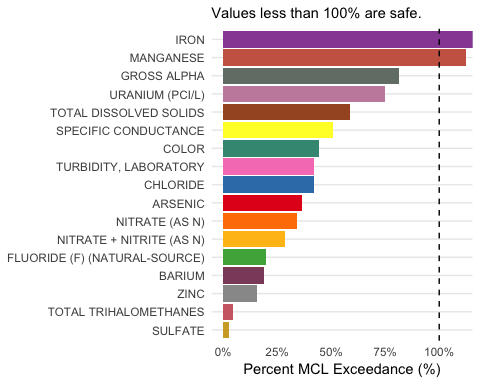 Values less than 100% are safe.
IRON
MANGANESE
GROSS ALPHA
URANIUM (PCI/L)
TOTAL DISSOLVED SOLIDS
SPECIFIC CONDUCTANCE
COLOR
TURBIDITY, LABORATORY
CHLORIDE
ARSENIC
NITRATE (AS N)
NITRATE + NITRITE (AS N)
FLUORIDE (F) (NATURAL-SOURCE)
BARIUM
ZINC
TOTAL TRIHALOMETHANES
SULFATE
0% 25% 50% 75% 100%
Percent MCL Exceedance (%)